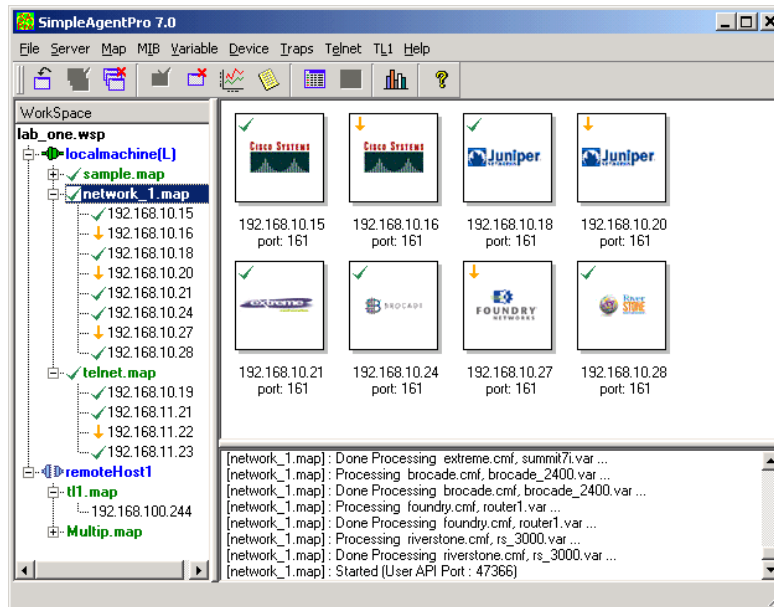 SimpleAgentPro 7.0
File Server Map MIB Variable Device Traps Telnet TL1 Help
WorkSpace
lab_one.wsp
localmachine(L)
sample.map
network_1.map
192.168.10.15
192.168.10.16
192.168.10.18
192.168.10.20
192.168.10.21
192.168.10.24
192.168.10.27
192.168.10.28
telnet.map
192.168.10.19
192.168.11.21
192.168.11.22
192.168.11.23
remoteHost1
tl1.map
192.168.100.244
Multip.map
CISCO SYSTEMS
CISCO SYSTEMS
Juniper
Juniper
192.168.10.15
port: 161
192.168.10.16
port: 161
192.168.10.18
port: 161
192.168.10.20
port: 161
extreme
BROCADE
FOUNDRY
NETWORKS
River
STONE
192.168.10.21
port: 161
192.168.10.24
port: 161
192.168.10.27
port: 161
192.168.10.28
port: 161
[network_1.map] : Done Processing extreme.cmf, summit7i.var ...
[network_1.map] : Processing brocade.cmf, brocade_2400.var ...
[network_1.map] : Done Processing brocade.cmf, brocade_2400.var ...
[network_1.map] : Processing foundry.cmf, router1.var ...
[network_1.map] : Done Processing foundry.cmf, router1.var ...
[network_1.map] : Processing riverstone.cmf, rs_3000.var ...
[network_1.map] : Done Processing riverstone.cmf, rs_3000.var ...
[network_1.map] : Started (User API Port : 47366)